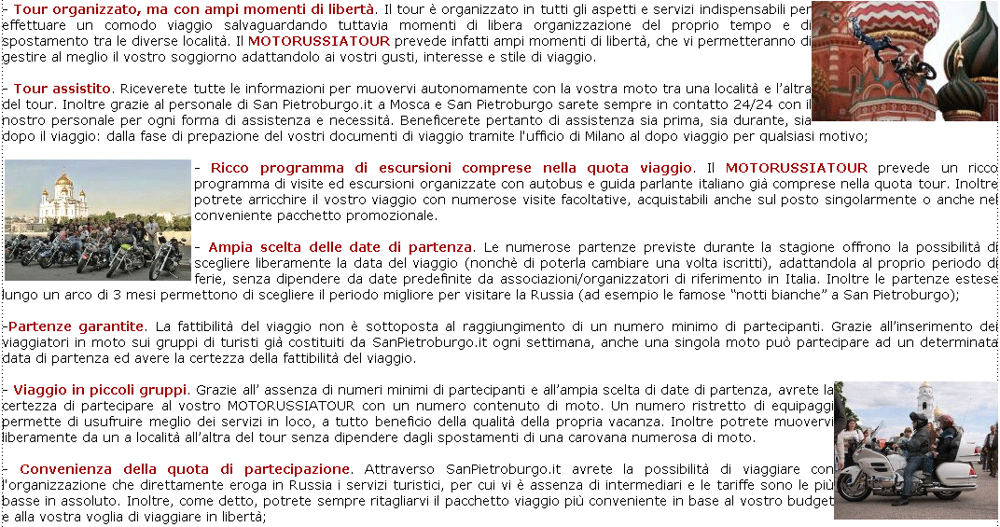 - Tour organizzato, ma con ampi momenti di libertà. Il tour è organizzato in tutti gli aspetti e servizi indispensabili per
effettuare un comodo viaggio salvaguardando tuttavia momenti di libera organizzazione del proprio tempo e di
spostamento tra le diverse località. Il MOTORUSSIATOUR prevede infatti ampi momenti di libertà, che vi permetteranno di
gestire al meglio il vostro soggiorno adattandolo ai vostri gusti, interesse e stile di viaggio.
- Tour assistito. Riceverete tutte le informazioni per muovervi autonomamente con la vostra moto tra una località e l’altra
del tour. Inoltre grazie al personale di San Pietroburgo.it a Mosca e San Pietroburgo sarete sempre in contatto 24/24 con il
nostro personale per ogni forma di assistenza e necessità. Beneficerete pertanto di assistenza sia prima, sia durante, sia
dopo il viaggio: dalla fase di prepazione del vostri documenti di viaggio tramite l'ufficio di Milano al dopo viaggio per qualsiasi motivo;
- Ricco programma di escursioni comprese nella quota viaggio. Il MOTORUSSIATOUR prevede un ricco
programma di visite ed escursioni organizzate con autobus e guida parlante italiano già comprese nella quota tour. Inoltre
potrete arricchire il vostro viaggio con numerose visite facoltative, acquistabili anche sul posto singolarmente o anche nel
conveniente pacchetto promozionale.
- Ampia scelta delle date di partenza. Le numerose partenze previste durante la stagione offrono la possibilità di
scegliere liberamente la data del viaggio (nonchè di poterla cambiare una volta iscritti), adattandola al proprio periodo di
ferie, senza dipendere da date predefinite da associazioni/organizzatori di riferimento in Italia. Inoltre le partenze estese
lungo un arco di 3 mesi permettono di scegliere il periodo migliore per visitare la Russia (ad esempio le famose “notti bianche” a San Pietroburgo);
-Partenze garantite. La fattibilità del viaggio non è sottoposta al raggiungimento di un numero minimo di partecipanti. Grazie all’inserimento dei
viaggiatori in moto sui gruppi di turisti già costituiti da SanPietroburgo.it ogni settimana, anche una singola moto può partecipare ad un determinata
data di partenza ed avere la certezza della fattibilità del viaggio.
- Viaggio in piccoli gruppi. Grazie all’ assenza di numeri minimi di partecipanti e all’ampia scelta di date di partenza, avrete la
certezza di partecipare al vostro MOTORUSSIATOUR con un numero contenuto di moto. Un numero ristretto di equipaggi
permette di usufruire meglio dei servizi in loco, a tutto beneficio della qualità della propria vacanza. Inoltre potrete muovervi
liberamente da un a località all’altra del tour senza dipendere dagli spostamenti di una carovana numerosa di moto.
- Convenienza della quota di partecipazione. Attraverso SanPietroburgo.it avrete la possibilità di viaggiare con
l'organizzazione che direttamente eroga in Russia i servizi turistici, per cui vi è assenza di intermediari e le tariffe sono le più
basse in assoluto. Inoltre, come detto, potrete sempre ritagliarvi il pacchetto viaggio più conveniente in base al vostro budget
e alla vostra voglia di viaggiare in libertà;